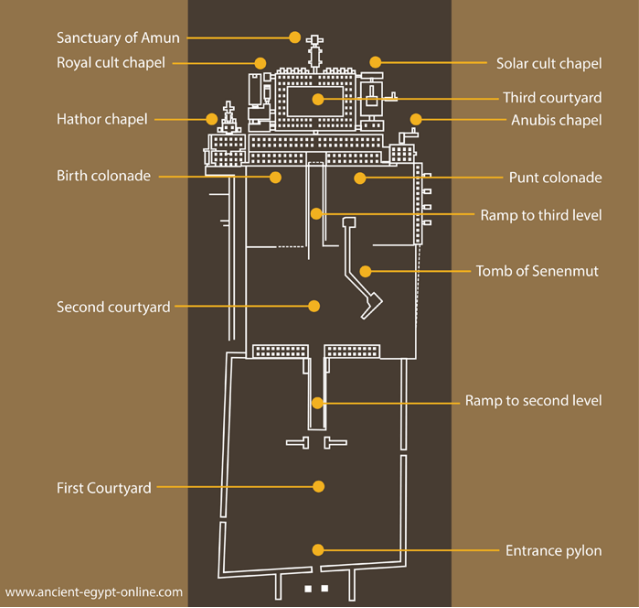 Sanctuary of Amun
Royal cult chapel
Solar cult chapel
Third courtyard
Hathor chapel
Anubis chapel
Birth colonade
Punt colonade
Ramp to third level
Tomb of Senenmut
Second courtyard
Ramp to second level
First Courtyard
Entrance pylon
www.ancient-egypt-online.com